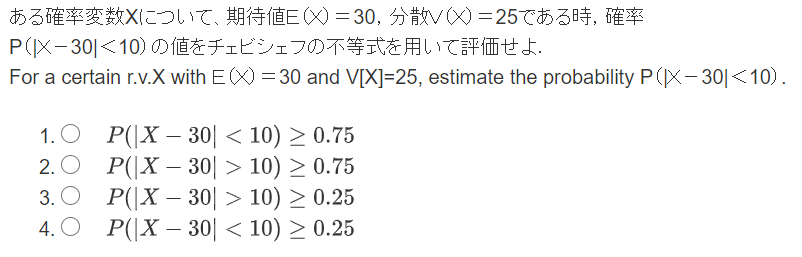 ある確率変数Xについて、期待値E(X)=30, 分散V(X)=25である時, 確率
P(|X-30|<10)の値をチェビシェフの不等式を用いて評価せよ.
For a certain r.v.X with E(X)=30 and V[X]=25, estimate the probability P(|X-30|<10).
1. P(|X − 30| < 10) ≥ 0.75
2. P(|X − 30| > 10) ≥ 0.75
3. P(|X − 30| > 10) ≥ 0.25
4. P(|X − 30| < 10) ≥ 0.25